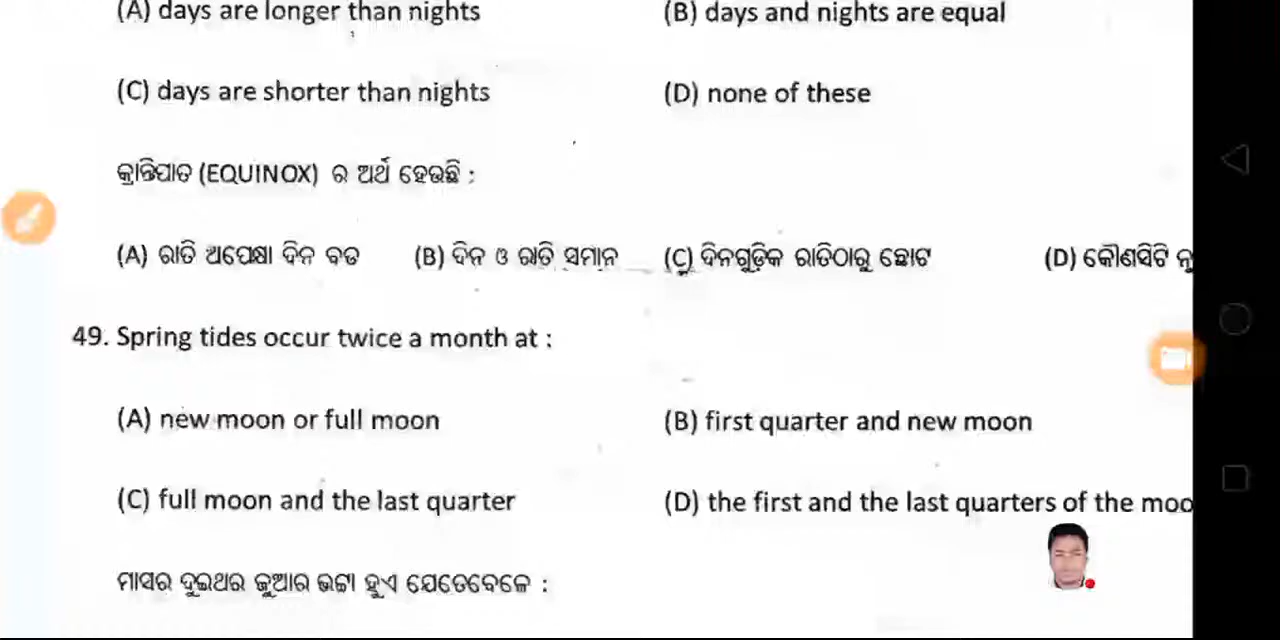 (A) days are longer than nights (B) days and nights are equal
(C) days are shorter than nights (D) none of these
କ୍ରାନ୍ତିପାତ (EQUINOX) ର ଅର୍ଥ ହେଉଛି :
(A) ରାତି ଅପେକ୍ଷା ଦିନ ବଡ (B) ଦିନ ଓ ରାତି ସମାନ (C) ଦିନଗୁଡ଼ିକ ରାତିଠାରୁ ଛୋଟ (D) କୌଣସିଟି
49. Spring tides occur twice a month at :
(A) new moon or full moon (B) first quarter and new moon
(C) full moon and the last quarter (D) the first and the last quarters of the moo
ମାସର ଦୁଇଥର ଜୁଆର ଭଟ୍ଟା ହୁଏ ଯେତେବେଳେ :